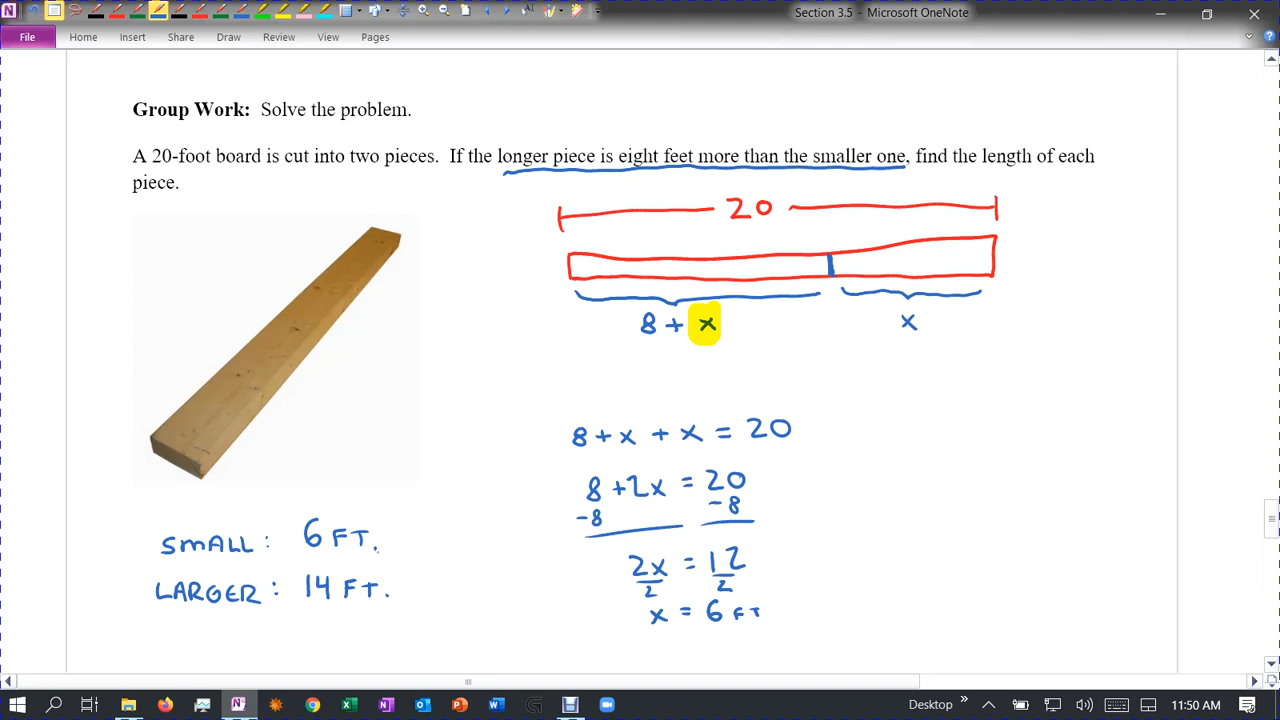 Section 3.5 - Microsoft OneNote
File Home Insert Share Draw Review View Pages
Group Work: Solve the problem.
A 20-foot board is cut into two pieces. If the longer piece is eight feet more than the smaller one, find the length of each
piece.
20
8 + x
x
8 + x + x = 20
8 + 2x = 20
-8 -8
2x = 12
2 2
x = 6 FT
SMALL: 6 FT.
LARGER: 14 FT.
Desktop
11:50 AM